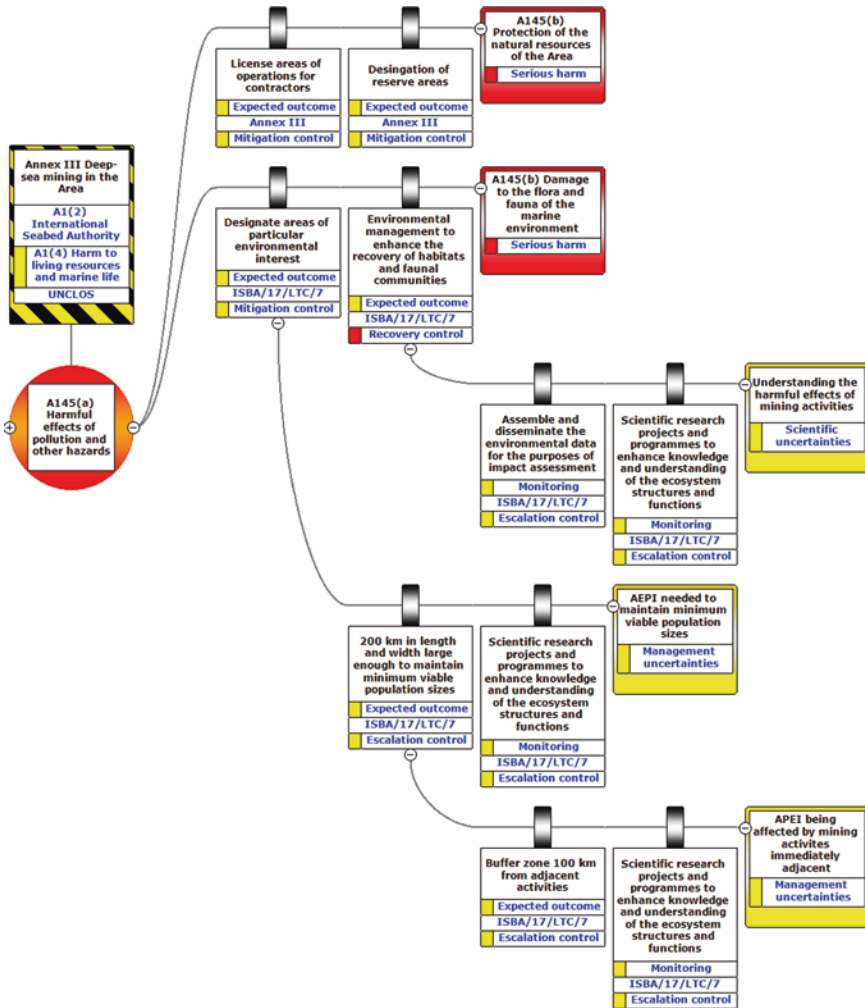 A145(b)
Protection of the
natural resources
of the Area
Serious harm
License areas of
operations for
contractors
Expected outcome
Annex III
Mitigation control
Desingation of
reserve areas
Expected outcome
Annex III
Mitigation control
Annex III Deep-
sea mining in the
Area
A1(2)
International
Seabed Authority
A1(4) Harm to
living resources
and marine life
UNCLOS
A145(b) Damage
to the flora and
fauna of the
marine
environment
Serious harm
Designate areas of
particular
environmental
interest
Expected outcome
ISBA/17/LTC/7
Mitigation control
Environmental
management to
enhance the
recovery of habitats
and faunal
communities
Expected outcome
ISBA/17/LTC/7
Recovery control
A145(a)
Harmful
effects of
pollution and
other hazards
Understanding the
harmful effects of
mining activities
Scientific
uncertainties
Assemble and
disseminate the
environmental data
for the purposes of
impact assessment
Monitoring
ISBA/17/LTC/7
Escalation control
Scientific research
projects and
programmes to
enhance knowledge
and understanding
of the ecosystem
structures and
functions
Monitoring
ISBA/17/LTC/7
Escalation control
AEPI needed to
maintain minimum
viable population
sizes
Management
uncertainties
200 km in length
and width large
enough to maintain
minimum viable
population sizes
Expected outcome
ISBA/17/LTC/7
Escalation control
Scientific research
projects and
programmes to
enhance knowledge
and understanding
of the ecosystem
structures and
functions
Monitoring
ISBA/17/LTC/7
Escalation control
APEI being
affected by mining
activites
immediately
adjacent
Management
uncertainties
Buffer zone 100 km
from adjacent
activities
Expected outcome
ISBA/17/LTC/7
Escalation control
Scientific research
projects and
programmes to
enhance knowledge
and understanding
of the ecosystem
structures and
functions
Monitoring
ISBA/17/LTC/7
Escalation control